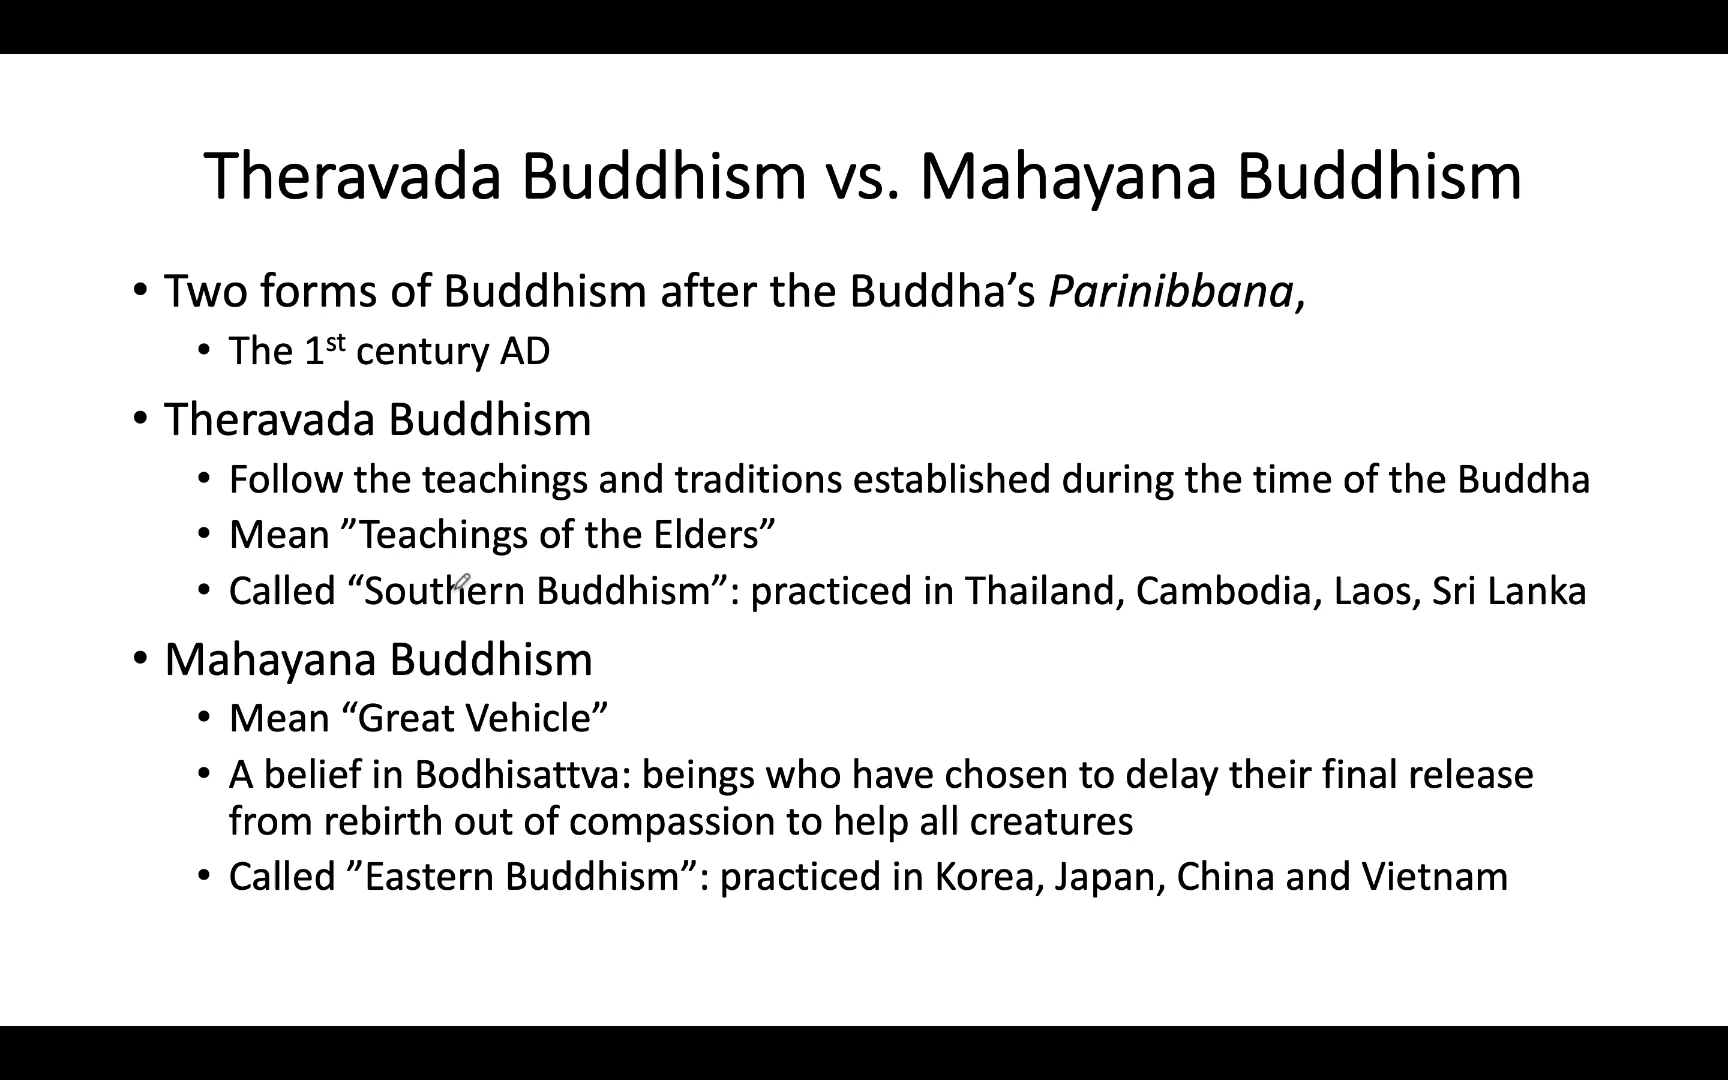 Theravada Buddhism vs. Mahayana Buddhism
• Two forms of Buddhism after the Buddha’s Parinibbana,
• The 1st century AD
• Theravada Buddhism
• Follow the teachings and traditions established during the time of the Buddha
• Mean ”Teachings of the Elders”
• Called “Southern Buddhism”: practiced in Thailand, Cambodia, Laos, Sri Lanka
• Mahayana Buddhism
• Mean “Great Vehicle”
• A belief in Bodhisattva: beings who have chosen to delay their final release
from rebirth out of compassion to help all creatures
• Called ”Eastern Buddhism”: practiced in Korea, Japan, China and Vietnam